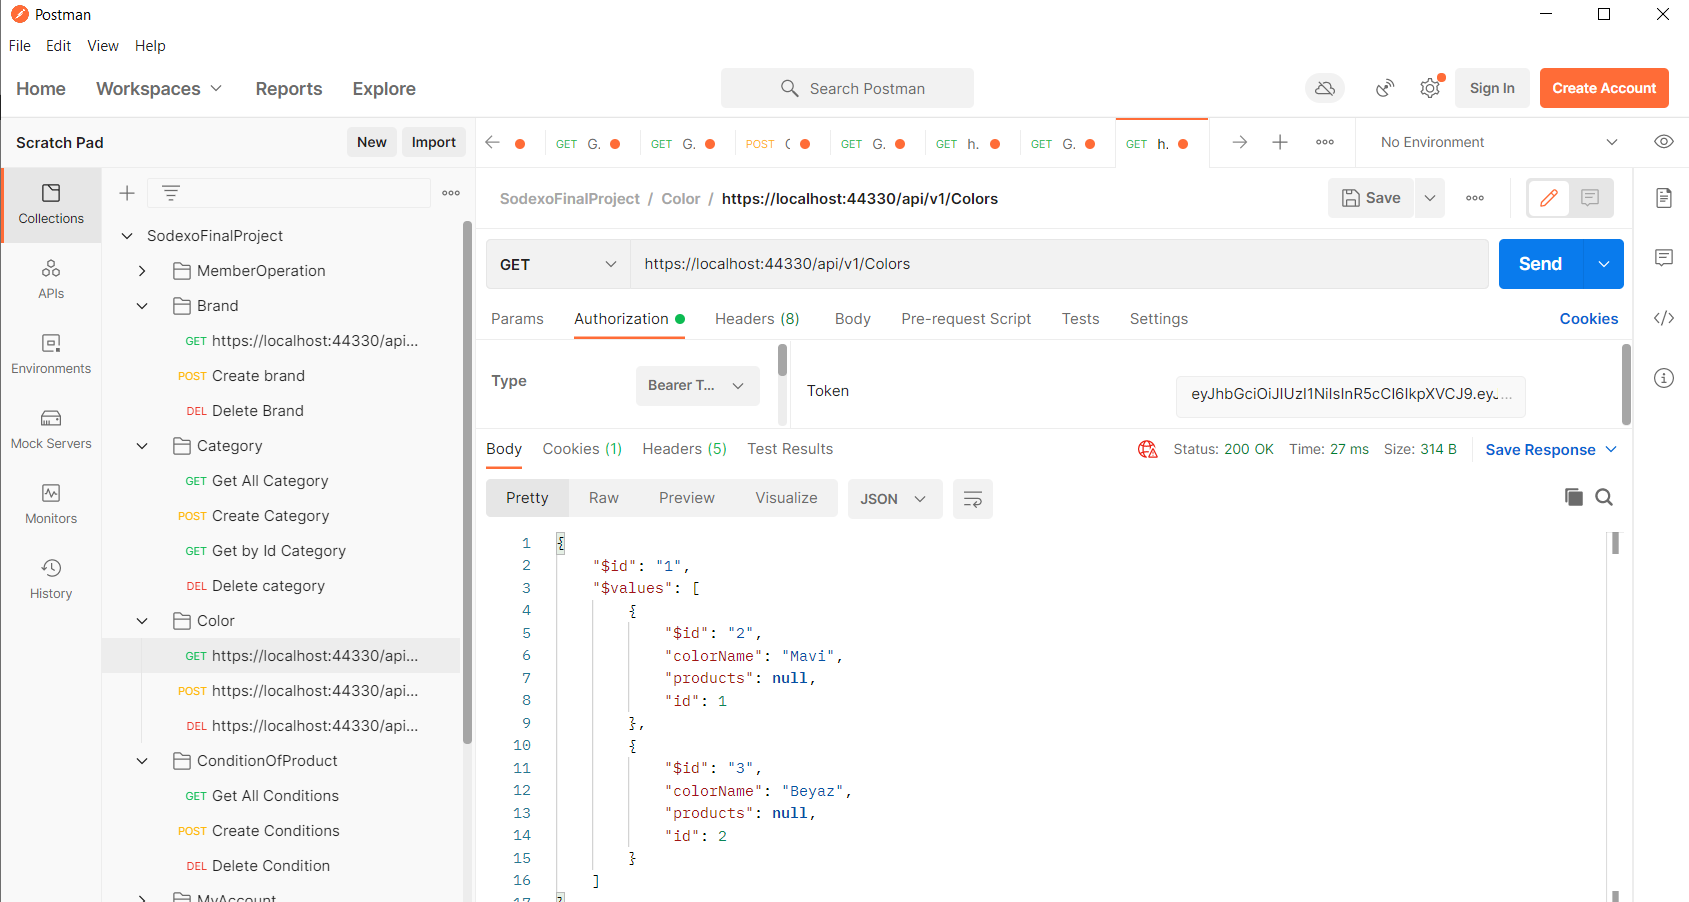 Postman
File Edit View Help
Home Workspaces Reports Explore Search Postman Sign In Create Account
Scratch Pad New Import
GET G. GET G. POST GET G. GET h. GET G. GET h. No Environment
Collections
APIs
Environments
Mock Servers
Monitors
History
SodexoFinalProject
MemberOperation
Brand
GET https://localhost:44330/api...
POST Create brand
DEL Delete Brand
Category
GET Get All Category
POST Create Category
GET Get by Id Category
DEL Delete category
Color
GET https://localhost:44330/api...
POST https://localhost:44330/api...
DEL https://localhost:44330/api...
ConditionOfProduct
GET Get All Conditions
POST Create Conditions
DEL Delete Condition
MyAccount
SodexoFinalProject / Color / https://localhost:44330/api/v1/Colors Save
GET https://localhost:44330/api/v1/Colors Send
Params Authorization Headers (8) Body Pre-request Script Tests Settings Cookies
Type Bearer T... Token
Body Cookies (1) Headers (5) Test Results Status: 200 OK Time: 27 ms Size: 314 B Save Response
Pretty Raw Preview Visualize JSON
1 {
2 "$id": "1",
3 "$values": [
4 {
5 "$id": "2",
6 "colorName": "Mavi",
7 "products": null,
8 "id": 1
9 },
10 {
11 "$id": "3",
12 "colorName": "Beyaz",
13 "products": null,
14 "id": 2
15 }
16 ]
17 }